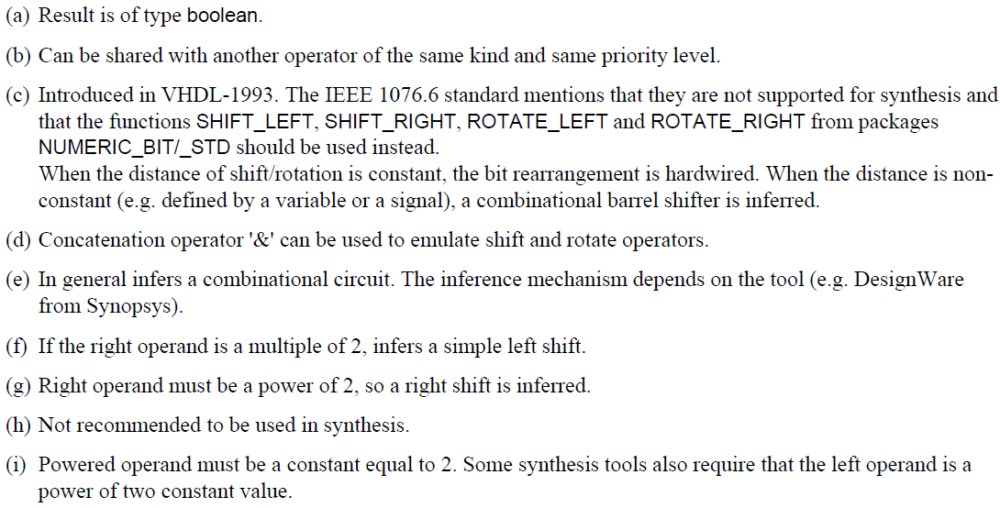 (a) Result is of type boolean.
(b) Can be shared with another operator of the same kind and same priority level.
(c) Introduced in VHDL-1993. The IEEE 1076.6 standard mentions that they are not supported for synthesis and
that the functions SHIFT_LEFT, SHIFT_RIGHT, ROTATE_LEFT and ROTATE_RIGHT from packages
NUMERIC_BIT/_STD should be used instead.
When the distance of shift/rotation is constant, the bit rearrangement is hardwired. When the distance is non-
constant (e.g. defined by a variable or a signal), a combinational barrel shifter is inferred.
(d) Concatenation operator '&' can be used to emulate shift and rotate operators.
(e) In general infers a combinational circuit. The inference mechanism depends on the tool (e.g. DesignWare
from Synopsys).
(f) If the right operand is a multiple of 2, infers a simple left shift.
(g) Right operand must be a power of 2, so a right shift is inferred.
(h) Not recommended to be used in synthesis.
(i) Powered operand must be a constant equal to 2. Some synthesis tools also require that the left operand is a
power of two constant value.